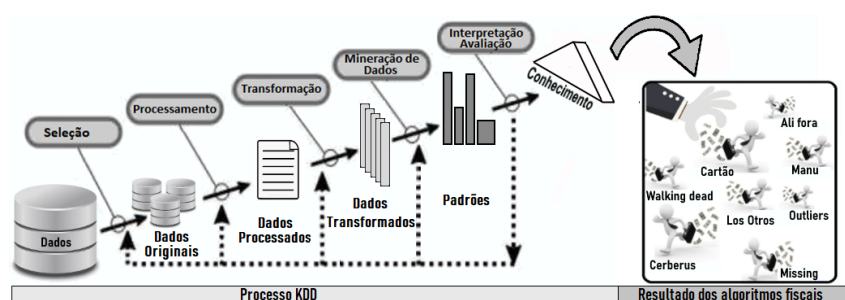 Interpretação
Avaliação
Mineração de
Dados
Transformação
Processamento
Seleção
Conhecimento
Dados
Dados
Originais
Dados
Processados
Dados
Transformados
Padrões
Ali fora
Cartão
Manu
Walking dead
Los Otros
Outliers
Cerberus
Missing
Processo KDD
Resultado dos algoritmos fiscais